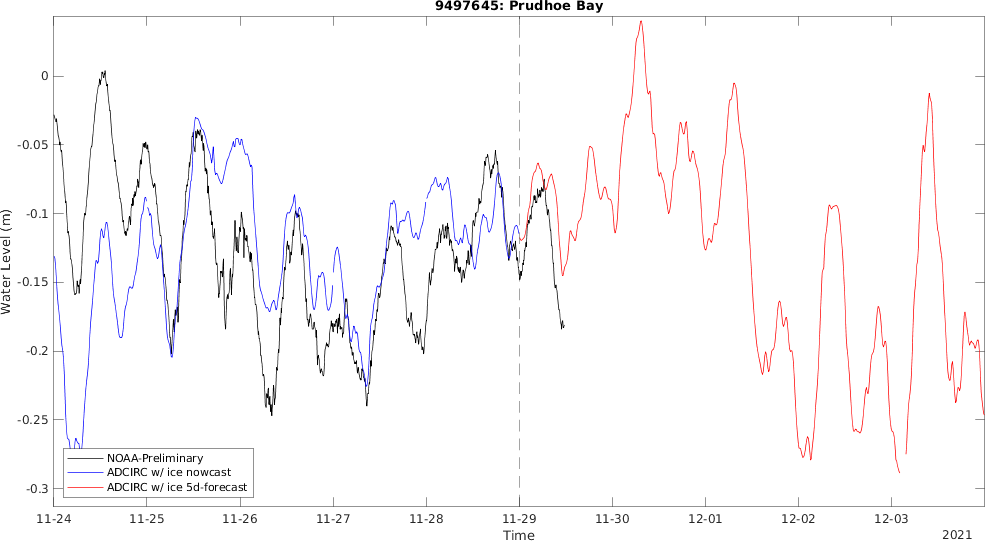 9497645: Prudhoe Bay
Water Level (m)
0
-0.05
-0.1
-0.15
-0.2
-0.25
-0.3
NOAA-Preliminary
ADCIRC w/ ice nowcast
ADCIRC w/ ice 5d-forecast
11-24 11-25 11-26 11-27 11-28 11-29 11-30 12-01 12-02 12-03
Time
2021